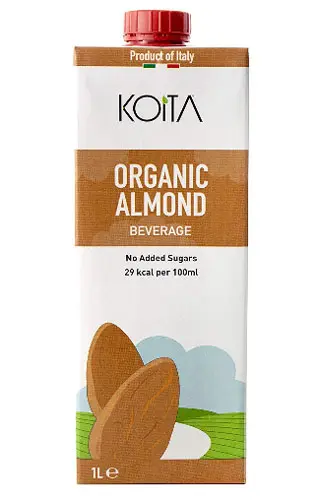 Product of Italy
KOITA
ORGANIC
ALMOND
BEVERAGE
No Added Sugars
29 kcal per 100ml
1L ℮